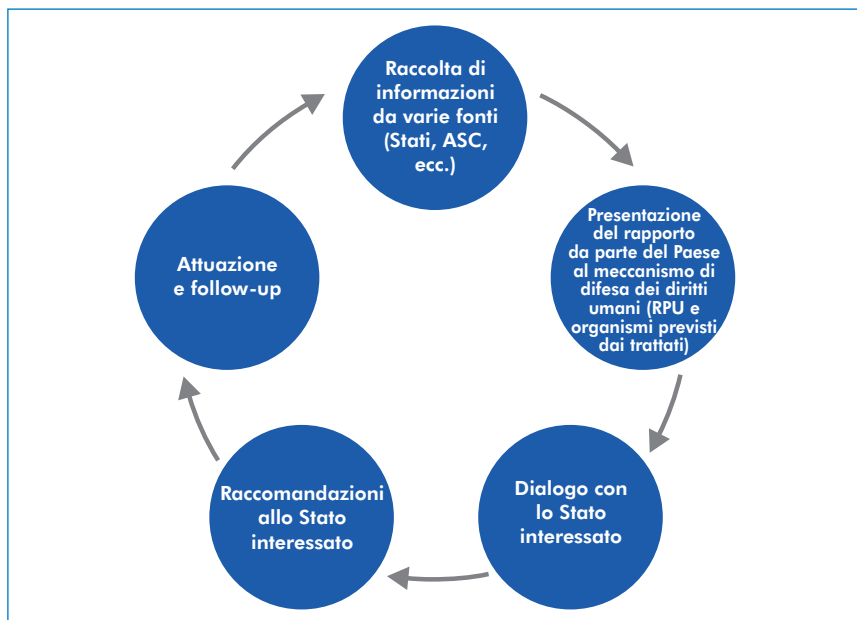 Raccolta di
informazioni
da varie fonti
(Stati, ASC,
ecc.)
Presentazione
del rapporto
da parte del Paese
al meccanismo di
difesa dei diritti
umani (RPU e
organismi previsti
dai trattati)
Dialogo con
lo Stato
interessato
Raccomandazioni
allo Stato
interessato
Attuazione
e follow-up